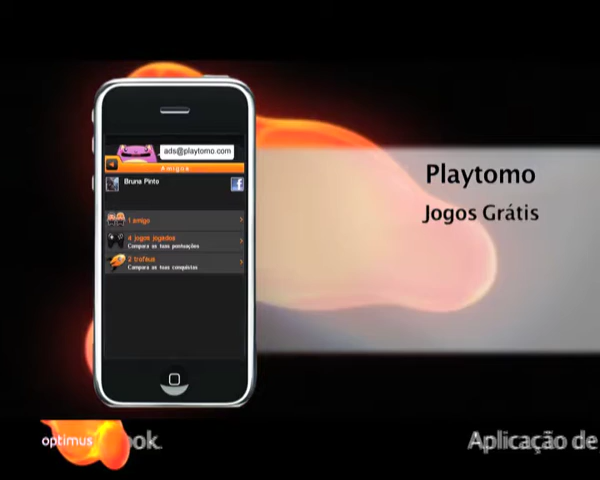 ads@playtomo.com
Amigos
Bruno Pinto
1 amigo
4 jogos jogados
Compara as tuas pontuações
2 troféus
Compara as tuas conquistas
Playtomo
Jogos Grátis
optimus
ook.
Aplicação de